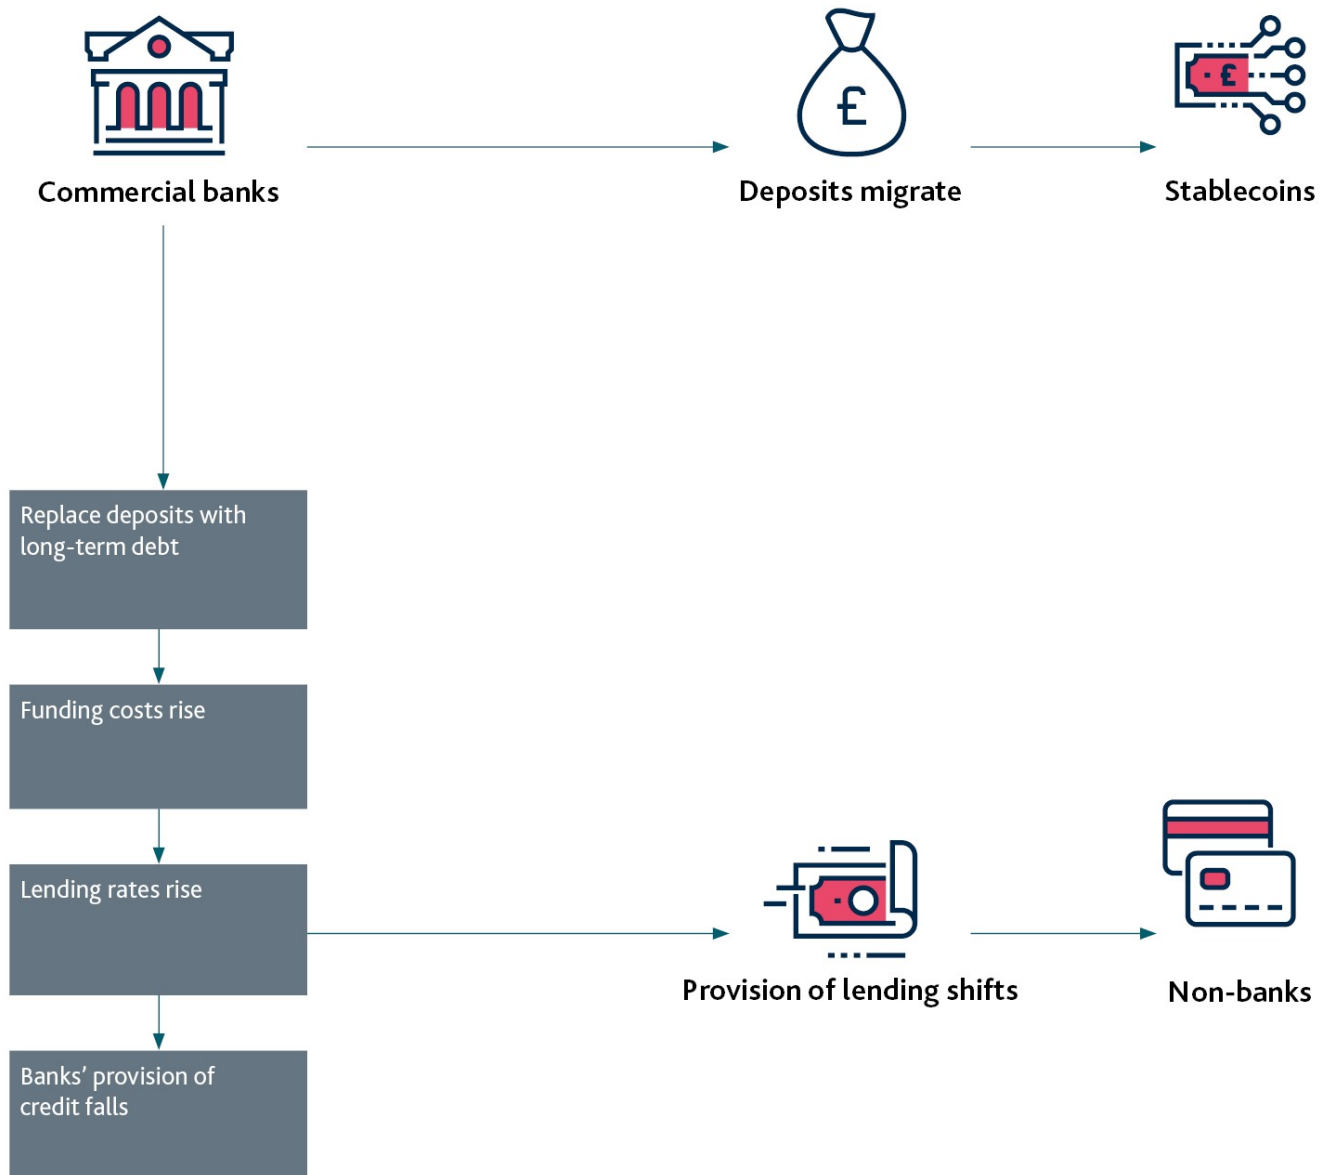 £
£
Commercial banks
Deposits migrate
Stablecoins
Replace deposits with
long-term debt
Funding costs rise
Lending rates rise
Provision of lending shifts
Non-banks
Banks’ provision of
credit falls